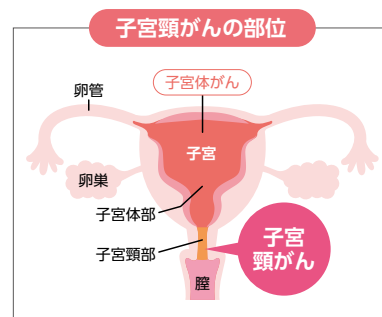 子宮頸がんの部位
子宮体がん
卵管
子宮
卵巣
子宮体部
子宮頸部
子宮
頸がん
膣